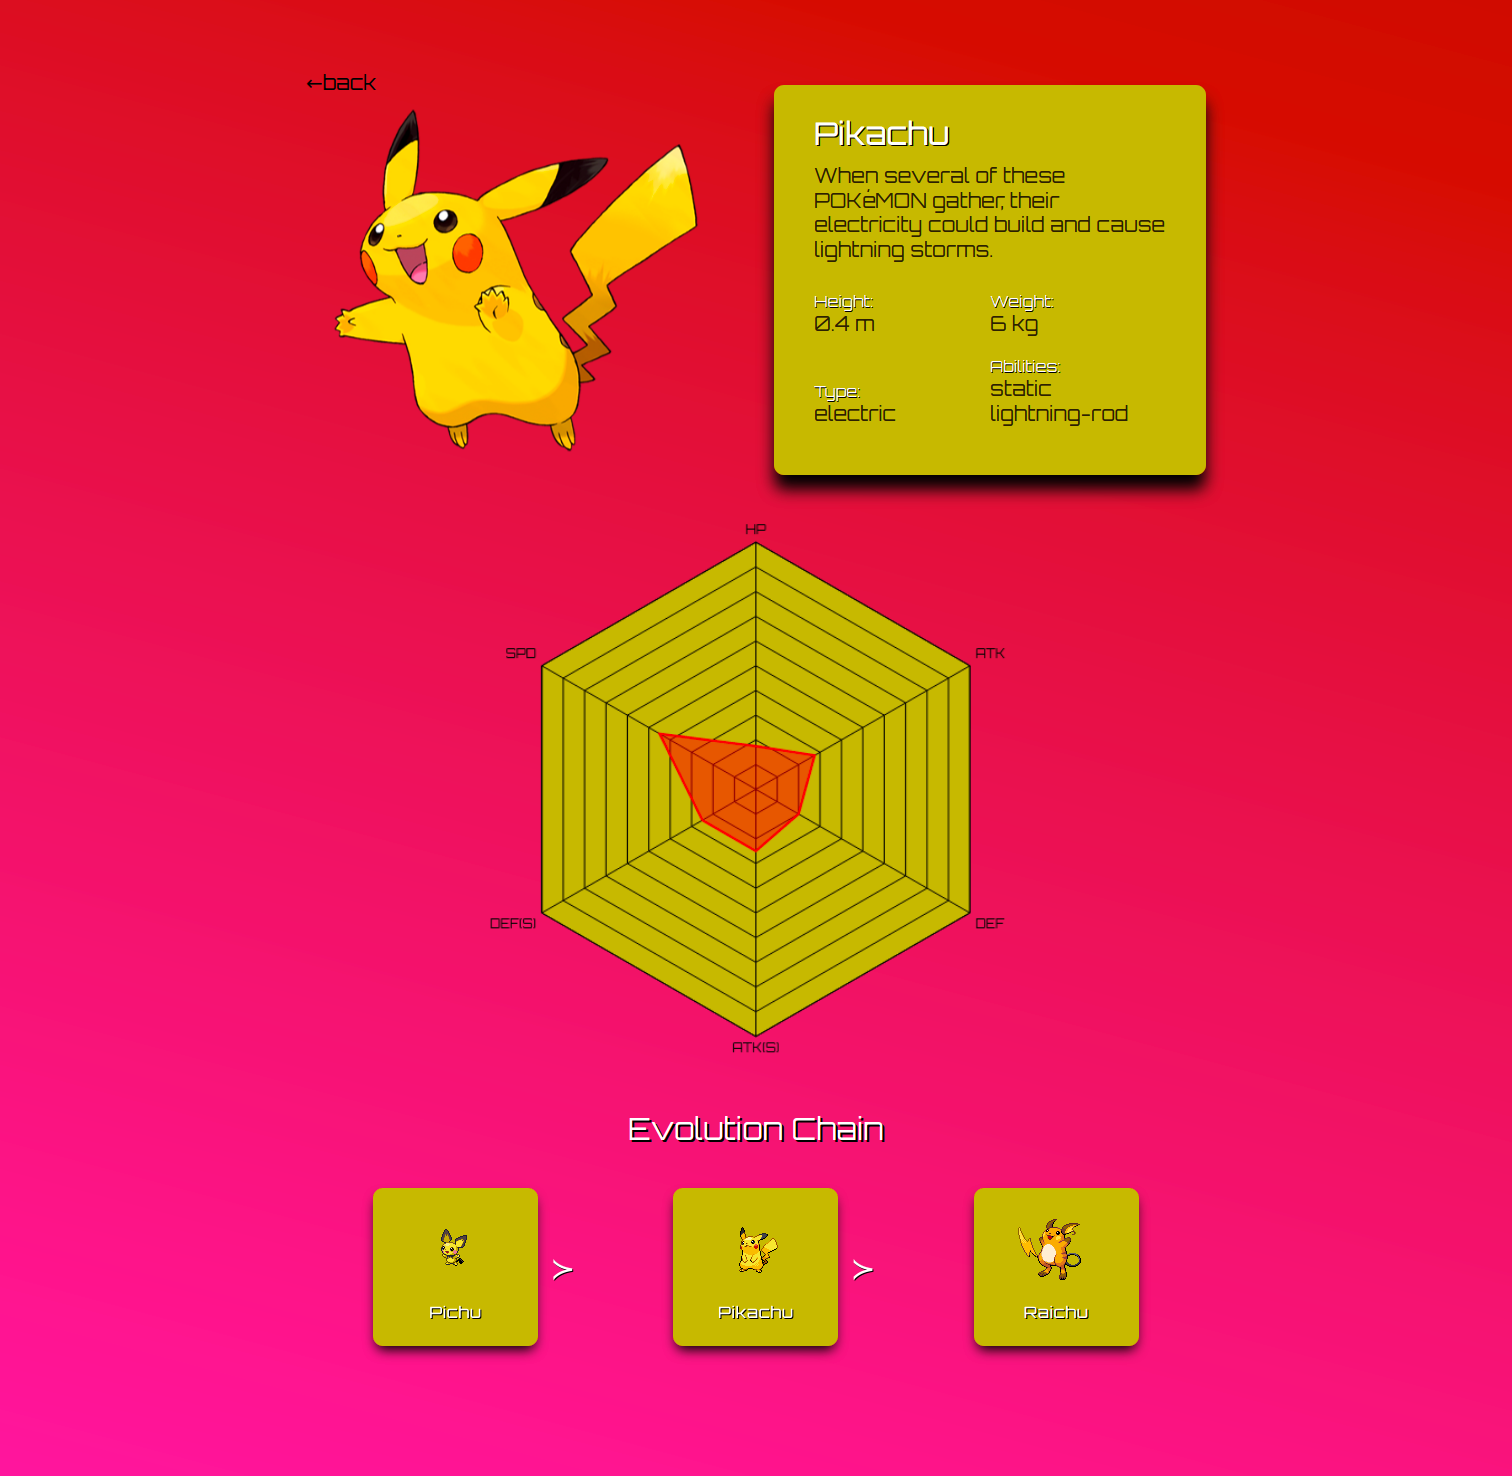 ←back
Pikachu
When several of these
POKéMON gather, their
electricity could build and cause
lightning storms.
Height:
0.4 m
Weight:
6 kg
Type:
electric
Abilities:
static
lightning-rod
HP
SPD
ATK
DEF(S)
DEF
ATK(S)
Evolution Chain
Pichu
≻
Pikachu
≻
Raichu